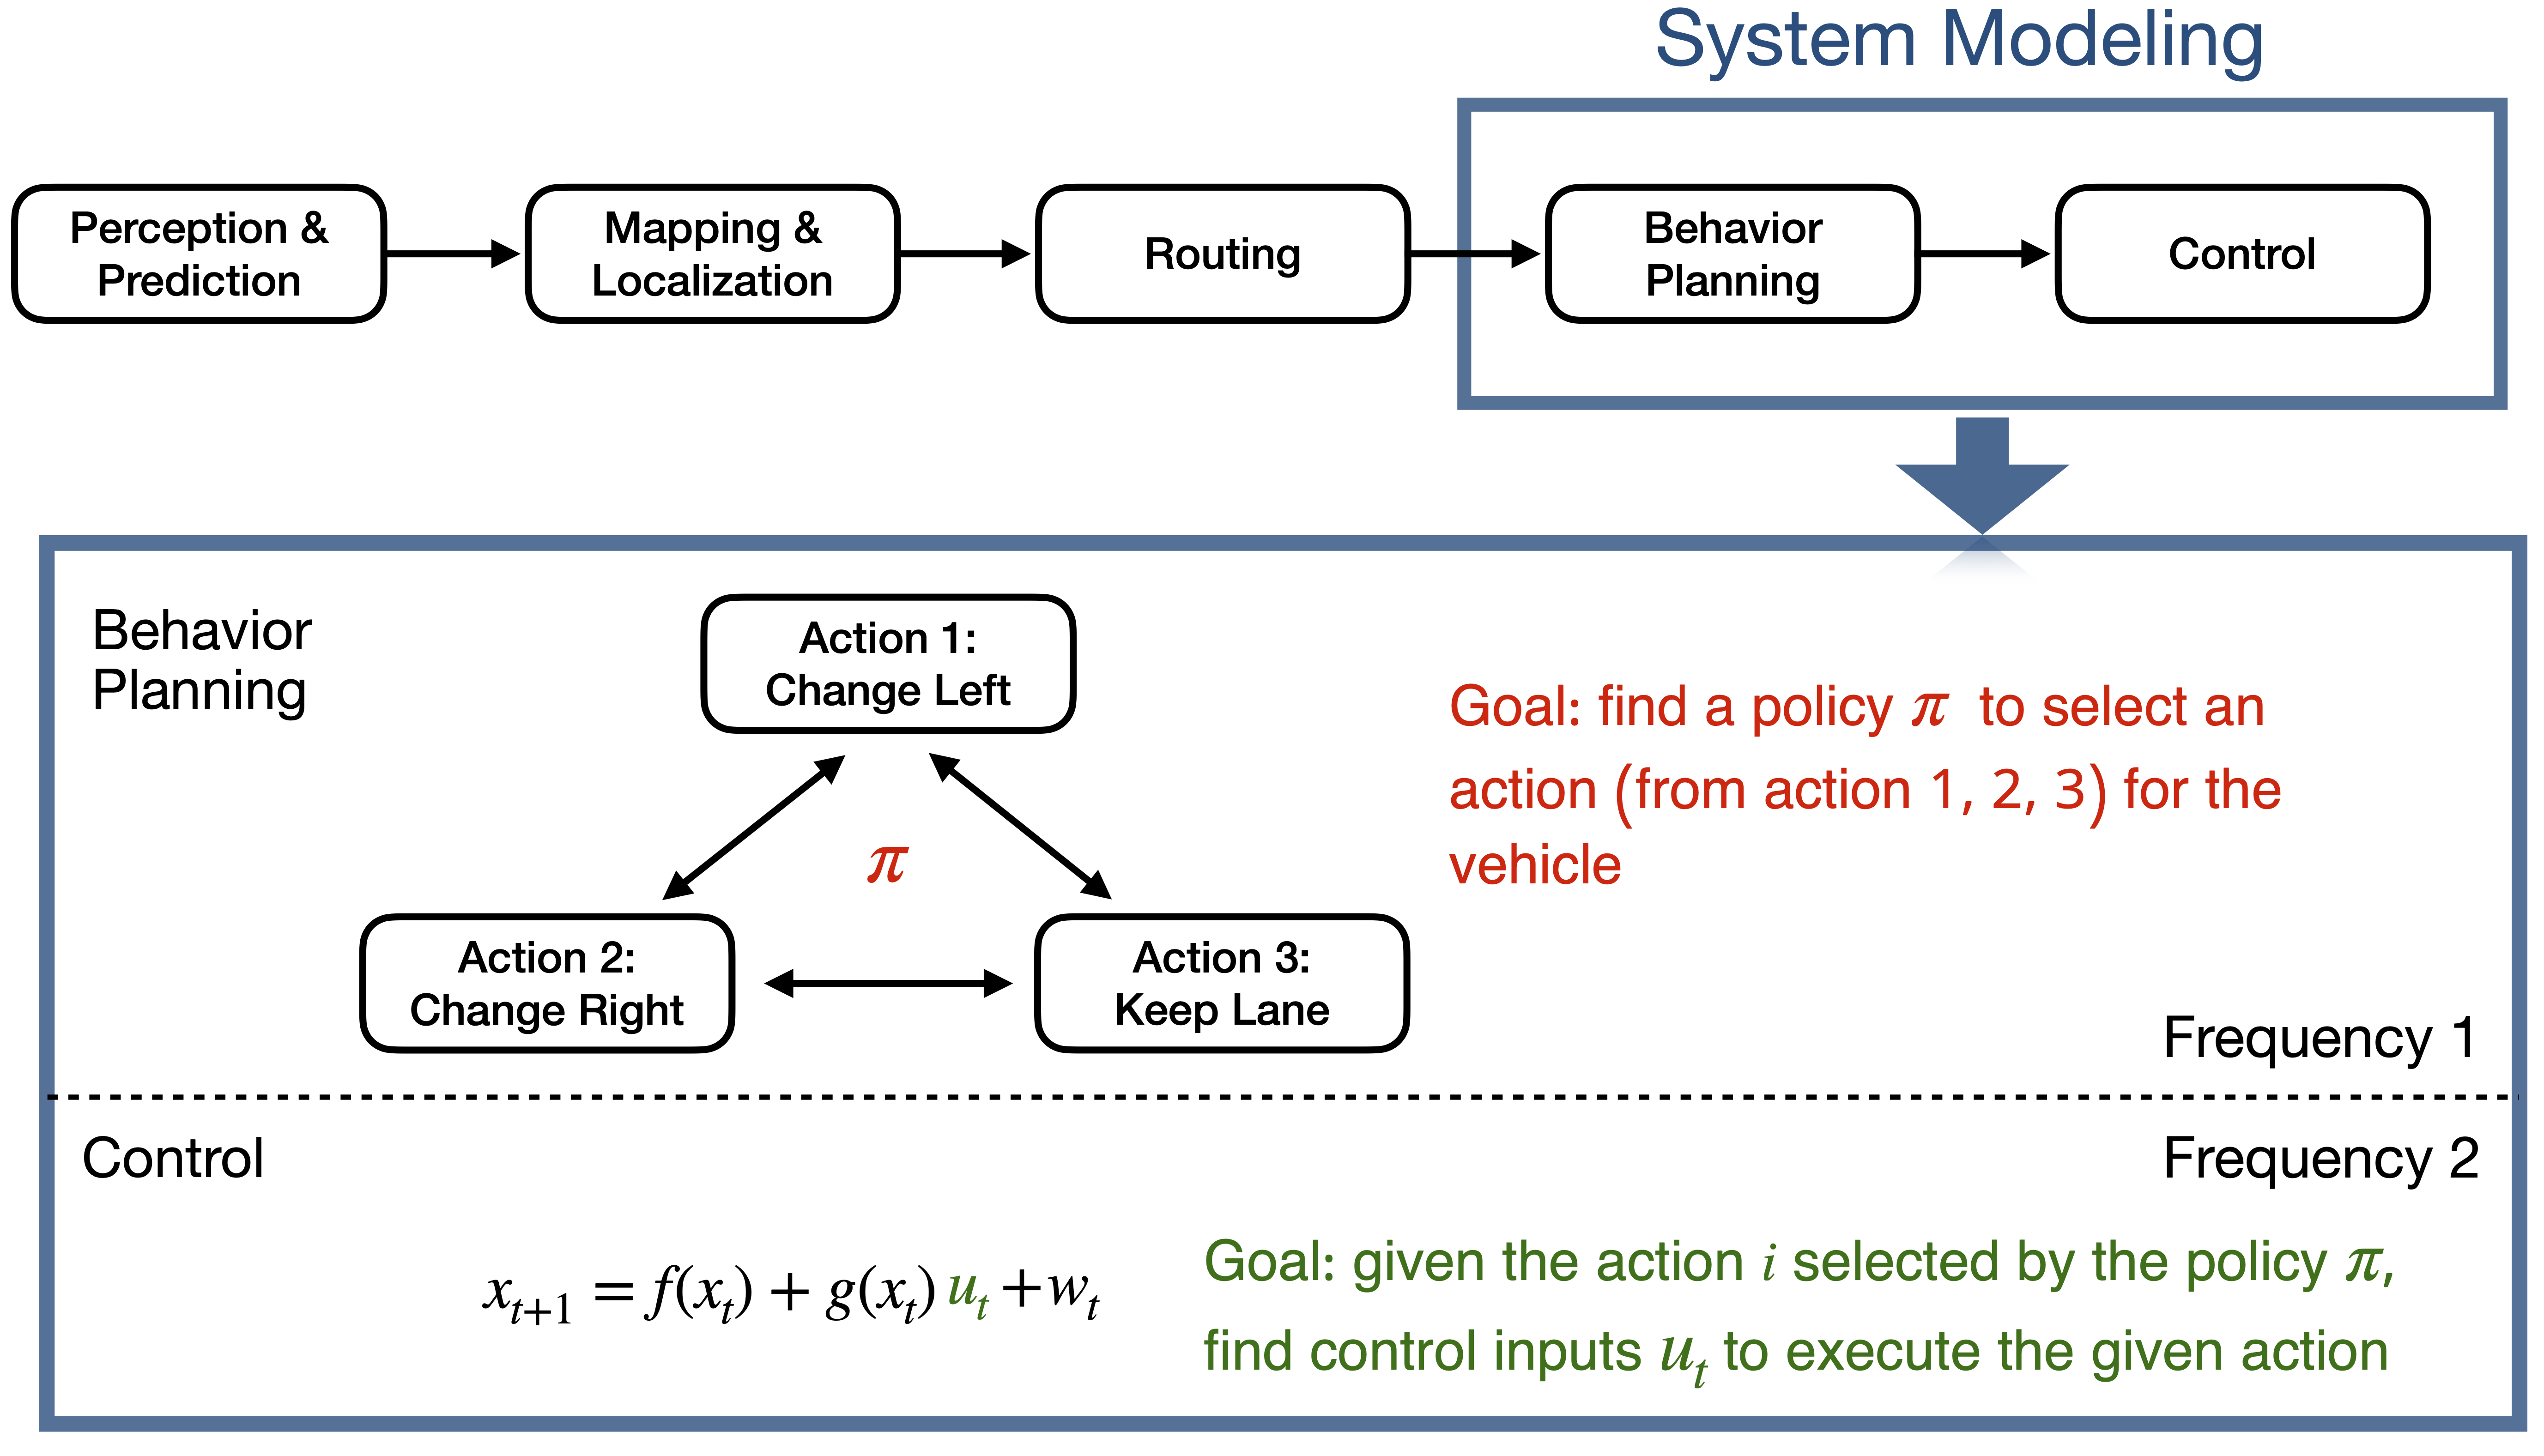 System Modeling
Perception &
Prediction
Mapping &
Localization
Routing
Behavior
Planning
Control
Behavior
Planning
Action 1:
Change Left
π
Action 2:
Change Right
Action 3:
Keep Lane
Goal: find a policy π to select an
action (from action 1, 2, 3) for the
vehicle
Frequency 1
Control
Frequency 2
x_{t+1} = f(x_t) + g(x_t) u_t + w_t
Goal: given the action i selected by the policy π,
find control inputs u_t to execute the given action